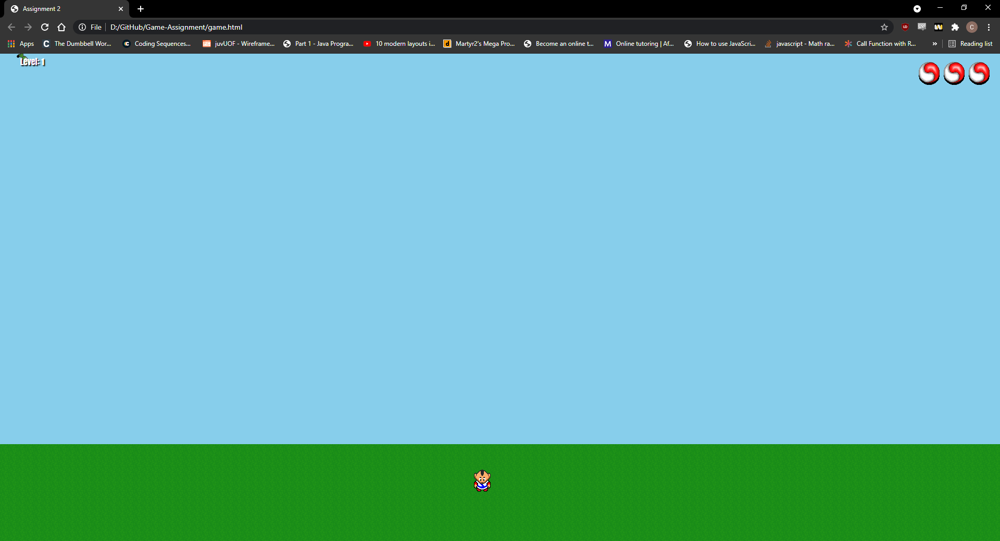 Assignment 2
File D:/GitHub/Game-Assignment/game.html
Apps The Dumbbell Wor... Coding Sequences... juvUOF - Wireframe... Part 1 - Java Progra... 10 modern layouts i... Martyr2's Mega Pro... Become an online t... Online tutoring | Af... How to use JavaScri... javascript - Math ra... Call Function with R... » Reading list
Level: 1